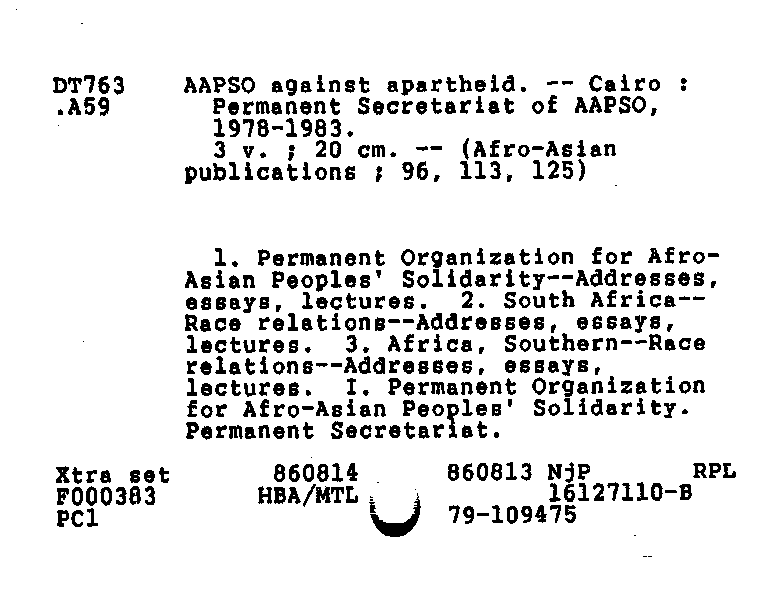 DT763 AAPSO against apartheid. -- Cairo :
.A59 Permanent Secretariat of AAPSO,
1978-1983.
3 v. ; 20 cm. -- (Afro-Asian
publications ; 96, 113, 125)
1. Permanent Organization for Afro-
Asian Peoples' Solidarity--Addresses,
essays, lectures. 2. South Africa--
Race relations--Addresses, essays,
lectures. 3. Africa, Southern--Race
relations--Addresses, essays,
lectures. I. Permanent Organization
for Afro-Asian Peoples' Solidarity.
Permanent Secretariat.
Xtra set 860814 860813 NjP RPL
F000383 HBA/MTL 16127110-B
PC1 79-109475